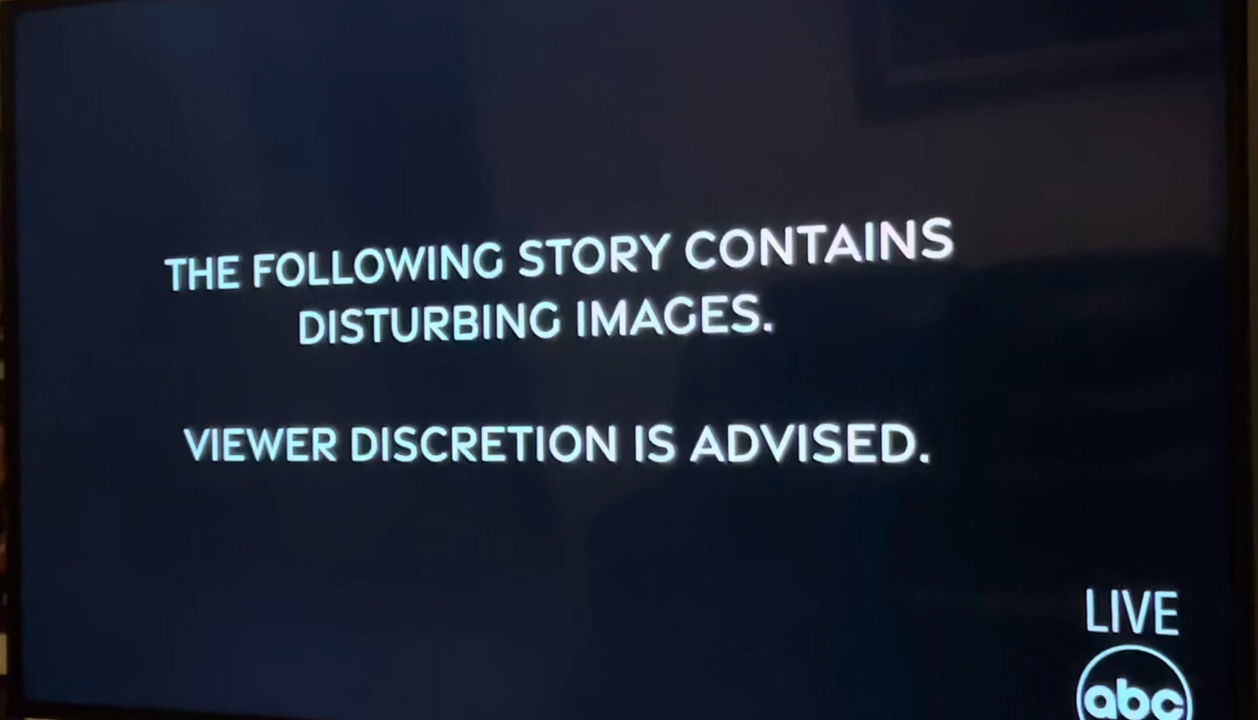 THE FOLLOWING STORY CONTAINS
DISTURBING IMAGES.
VIEWER DISCRETION IS ADVISED.
LIVE
abc